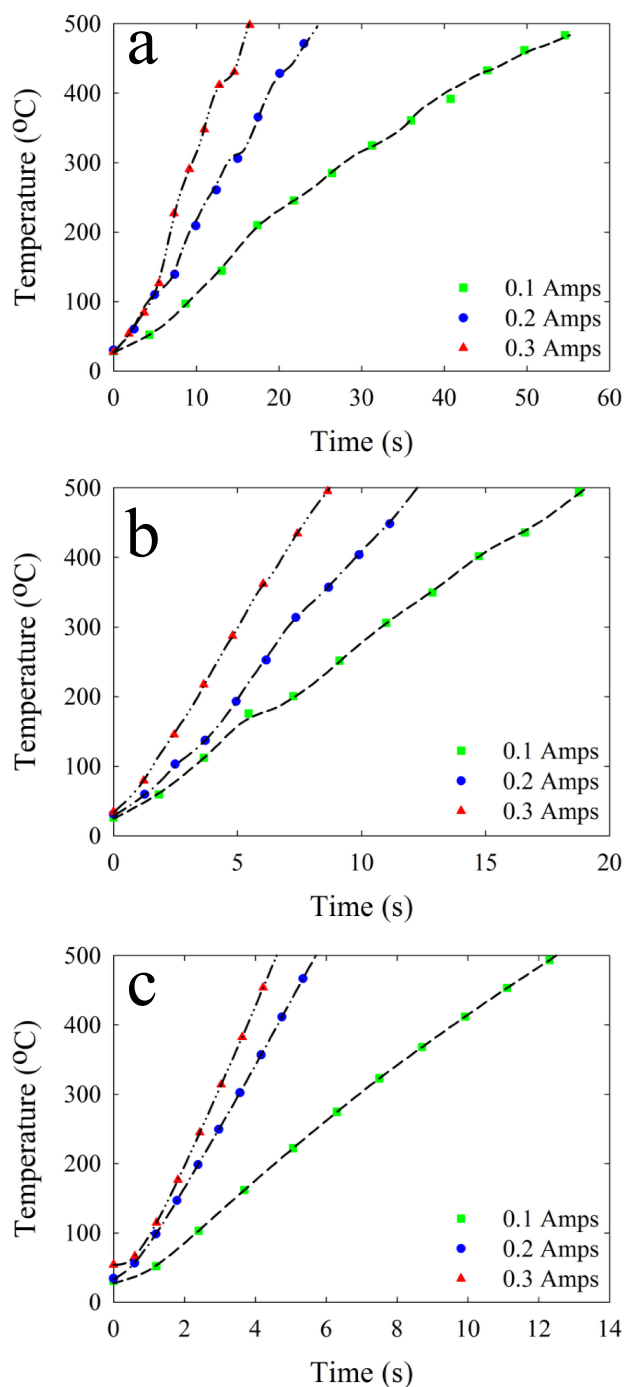 a
500
400
300
200
100
0
Temperature (ºC)
0.1 Amps
0.2 Amps
0.3 Amps
0 10 20 30 40 50 60
Time (s)
b
500
400
300
200
100
0
Temperature (ºC)
0.1 Amps
0.2 Amps
0.3 Amps
0 5 10 15 20
Time (s)
c
500
400
300
200
100
0
Temperature (ºC)
0.1 Amps
0.2 Amps
0.3 Amps
0 2 4 6 8 10 12 14
Time (s)